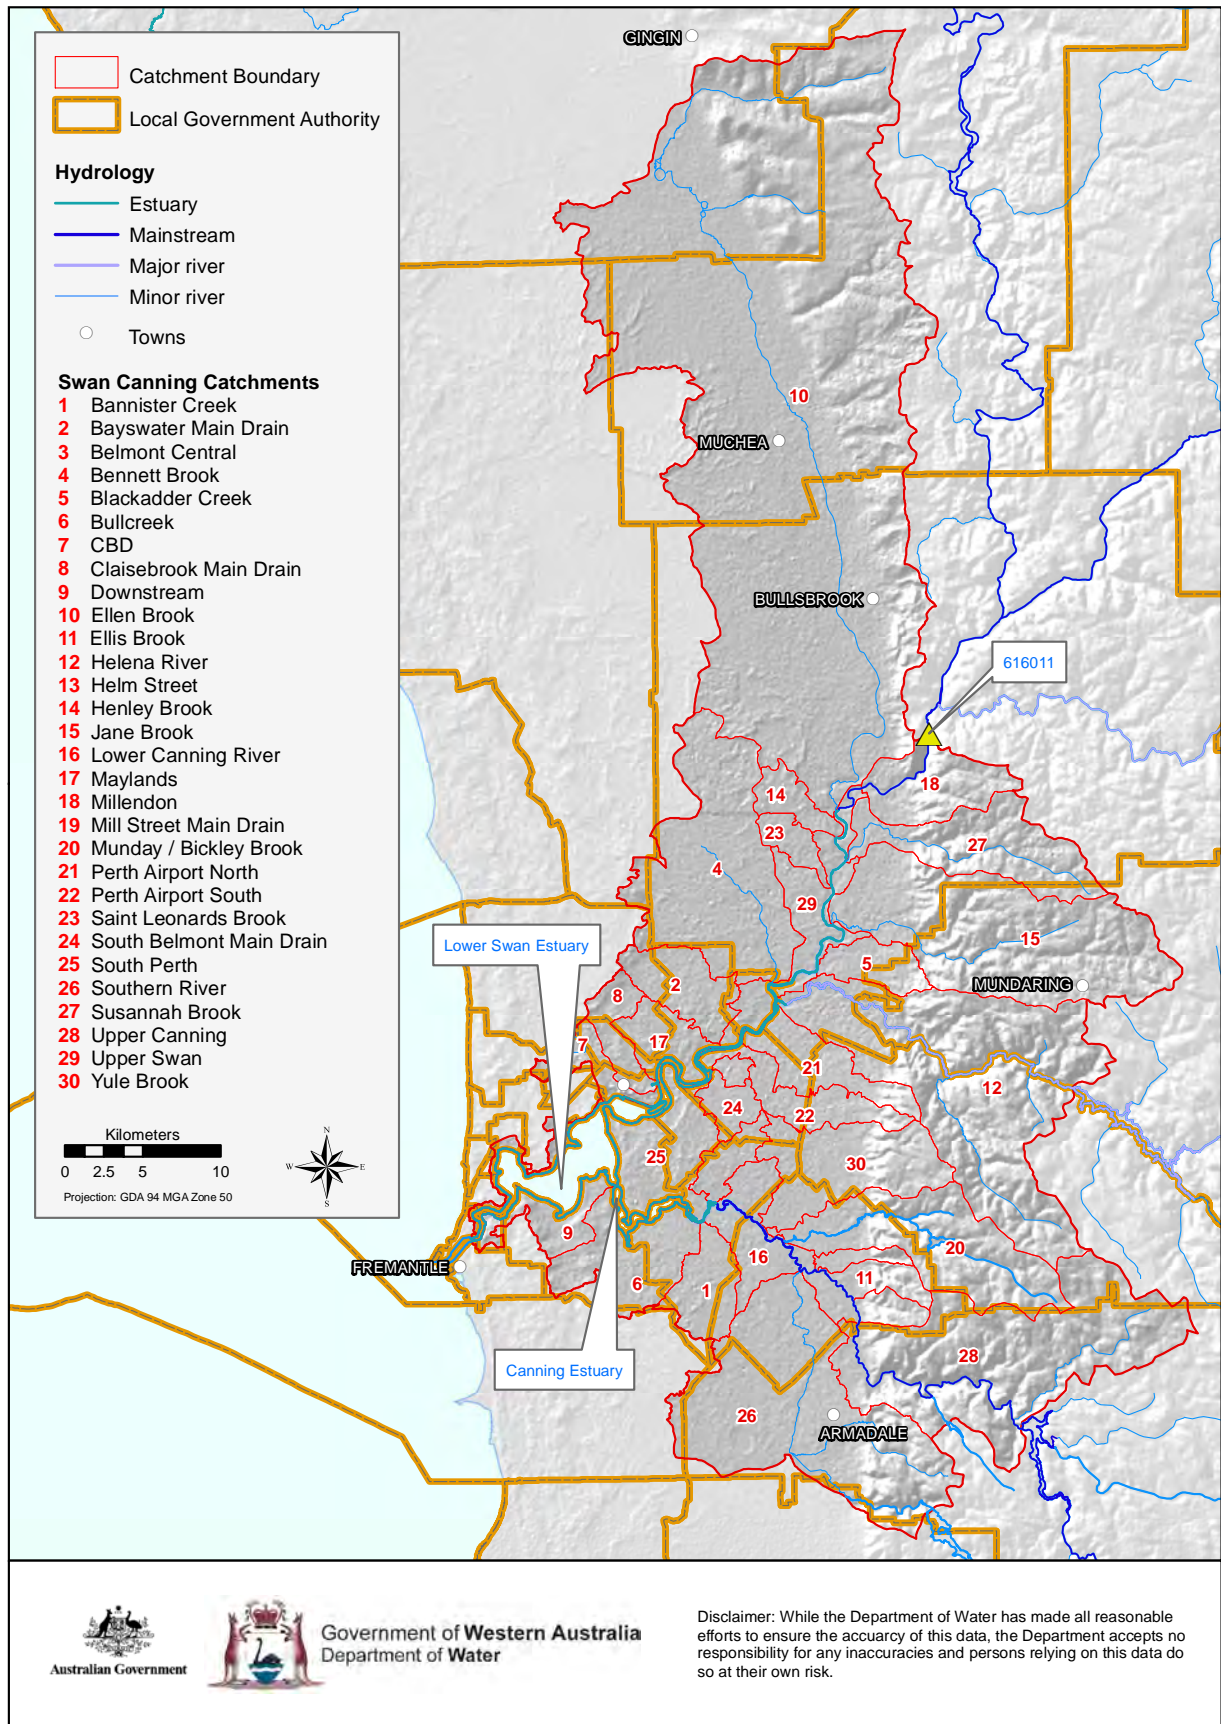 Catchment Boundary
Local Government Authority
Hydrology
Estuary
Mainstream
Major river
Minor river
Towns
Swan Canning Catchments
1 Bannister Creek
2 Bayswater Main Drain
3 Belmont Central
4 Bennett Brook
5 Blackadder Creek
6 Bullcreek
7 CBD
8 Claisebrook Main Drain
9 Downstream
10 Ellen Brook
11 Ellis Brook
12 Helena River
13 Helm Street
14 Henley Brook
15 Jane Brook
16 Lower Canning River
17 Maylands
18 Millendon
19 Mill Street Main Drain
20 Munday / Bickley Brook
21 Perth Airport North
22 Perth Airport South
23 Saint Leonards Brook
24 South Belmont Main Drain
25 South Perth
26 Southern River
27 Susannah Brook
28 Upper Canning
29 Upper Swan
30 Yule Brook
Kilometers
0 2.5 5 10
Projection: GDA 94 MGA Zone 50
N
W E
S
GINGIN
10
MUCHEA
BULLSBROOK
616011
18
14
23
27
4
29
15
Lower Swan Estuary
5
MUNDARING
2
8
17
7
21
12
24
22
25
30
9
16
20
FREMANTLE
11
6
1
28
Canning Estuary
26
ARMADALE
Australian Government
Government of Western Australia
Department of Water
Disclaimer: While the Department of Water has made all reasonable
efforts to ensure the accuarcy of this data, the Department accepts no
responsibility for any inaccuracies and persons relying on this data do
so at their own risk.